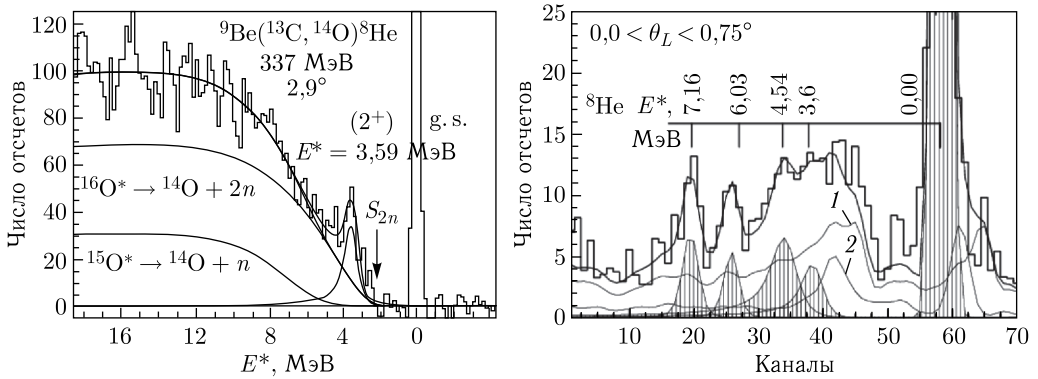 Число отсчетов
120
100
80
60
40
20
0
⁹Be(¹³C, ¹⁴O)⁸He
337 МэВ
2,9°
(2⁺)
g. s.
E* = 3,59 МэВ
¹⁶O* → ¹⁴O + 2n
S₂ₙ
¹⁵O* → ¹⁴O + n
16 12 8 4 0
E*, МэВ
Число отсчетов
25
20
15
10
5
0
0,0 < θ_L < 0,75°
⁸He E*,
МэВ
7,16
6,03
4,54
3,6
0,00
1
2
10 20 30 40 50 60 70
Каналы